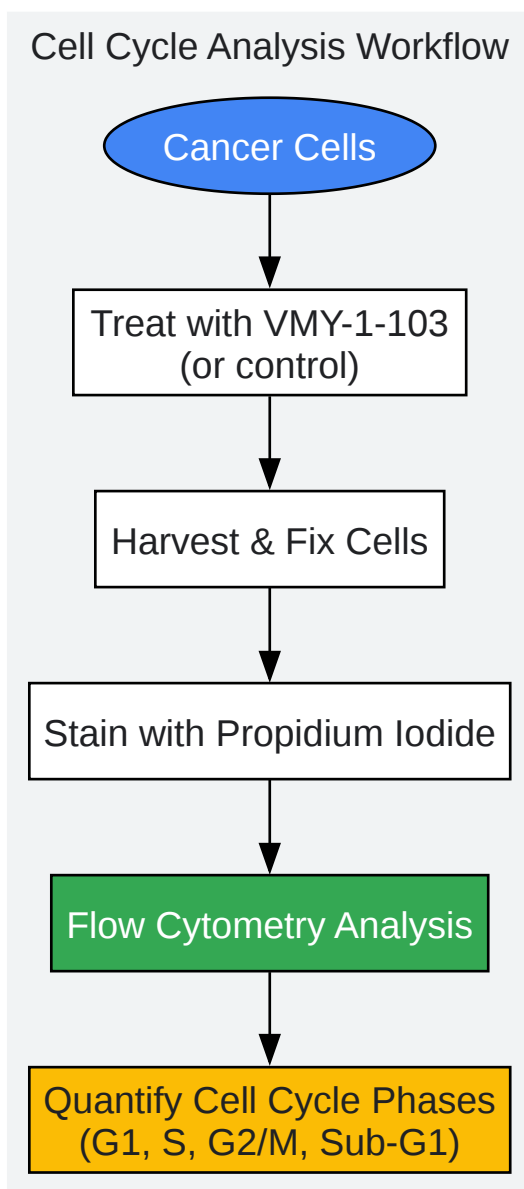 Cell Cycle Analysis Workflow
Cancer Cells
Treat with VMY-1-103
(or control)
Harvest & Fix Cells
Stain with Propidium Iodide
Flow Cytometry Analysis
Quantify Cell Cycle Phases
(G1, S, G2/M, Sub-G1)